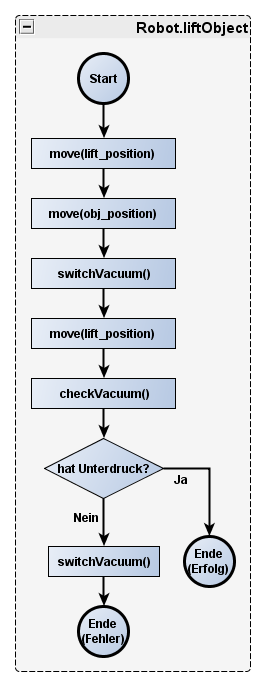 Robot.liftObject
Start
move(lift_position)
move(obj_position)
switchVacuum()
move(lift_position)
checkVacuum()
hat Unterdruck?
Ja
Nein
switchVacuum()
Ende
(Erfolg)
Ende
(Fehler)